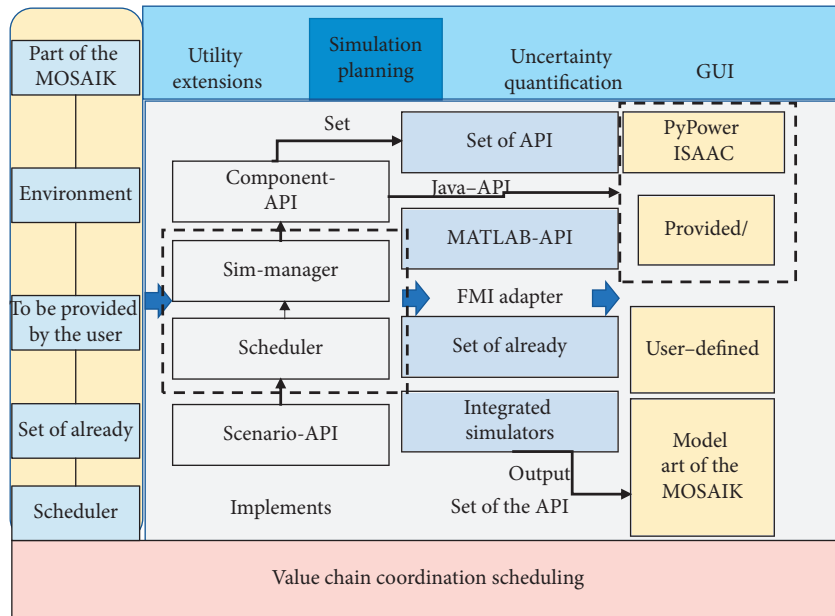 Part of the
MOSAIK
Environment
To be provided
by the user
Set of already
Scheduler
Utility
extensions
Simulation
planning
Uncertainty
quantification
GUI
Set
Component-
API
Java–API
Sim-manager
Scheduler
Scenario-API
Implements
Set of API
MATLAB-API
FMI adapter
Set of already
Integrated
simulators
Output
Set of the API
PyPower
ISAAC
Provided/
User–defined
Model
art of the
MOSAIK
Value chain coordination scheduling